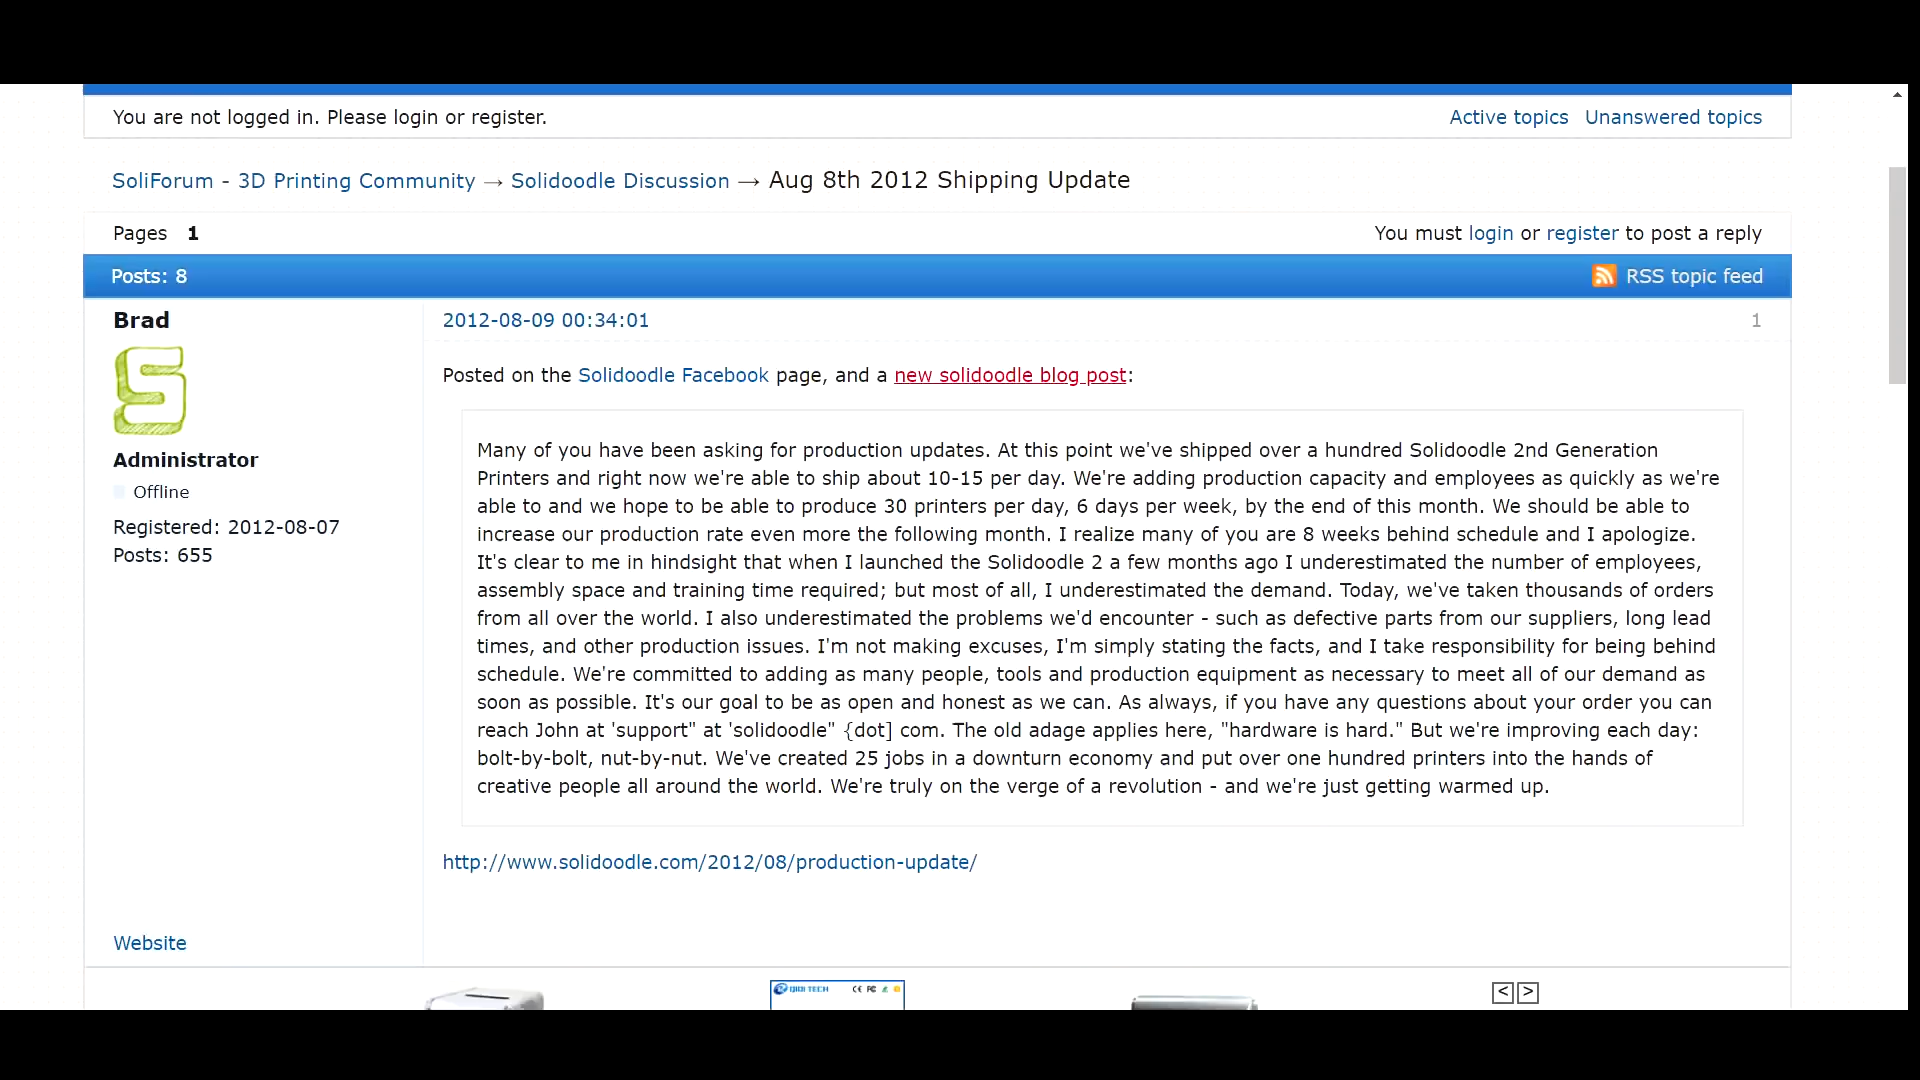 You are not logged in. Please login or register.
Active topics Unanswered topics
SoliForum - 3D Printing Community → Solidoodle Discussion → Aug 8th 2012 Shipping Update
Pages 1
You must login or register to post a reply
Posts: 8
RSS topic feed
Brad
2012-08-09 00:34:01
1
Posted on the Solidoodle Facebook page, and a new solidoodle blog post:
Administrator
Offline
Registered: 2012-08-07
Posts: 655
Many of you have been asking for production updates. At this point we've shipped over a hundred Solidoodle 2nd Generation
Printers and right now we're able to ship about 10-15 per day. We're adding production capacity and employees as quickly as we're
able to and we hope to be able to produce 30 printers per day, 6 days per week, by the end of this month. We should be able to
increase our production rate even more the following month. I realize many of you are 8 weeks behind schedule and I apologize.
It's clear to me in hindsight that when I launched the Solidoodle 2 a few months ago I underestimated the number of employees,
assembly space and training time required; but most of all, I underestimated the demand. Today, we've taken thousands of orders
from all over the world. I also underestimated the problems we'd encounter - such as defective parts from our suppliers, long lead
times, and other production issues. I'm not making excuses, I'm simply stating the facts, and I take responsibility for being behind
schedule. We're committed to adding as many people, tools and production equipment as necessary to meet all of our demand as
soon as possible. It's our goal to be as open and honest as we can. As always, if you have any questions about your order you can
reach John at 'support" at 'solidoodle" {dot] com. The old adage applies here, "hardware is hard." But we're improving each day:
bolt-by-bolt, nut-by-nut. We've created 25 jobs in a downturn economy and put over one hundred printers into the hands of
creative people all around the world. We're truly on the verge of a revolution - and we're just getting warmed up.
http://www.solidoodle.com/2012/08/production-update/
Website
QIDI TECH CE FC
< >